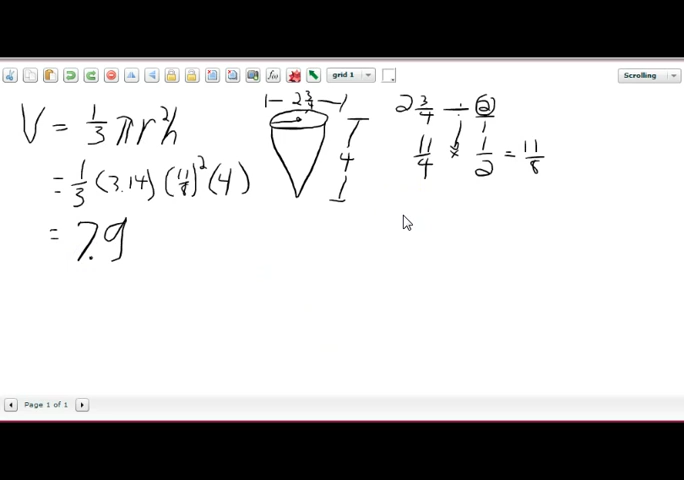 f(x) grid 1 Scrolling
V = 1/3 πr²h
= 1/3 (3.14) (11/8)² (4)
= 7.9
2 3/4
4
2 3/4 ÷ 2/1
11/4 × 1/2 = 11/8
Page 1 of 1